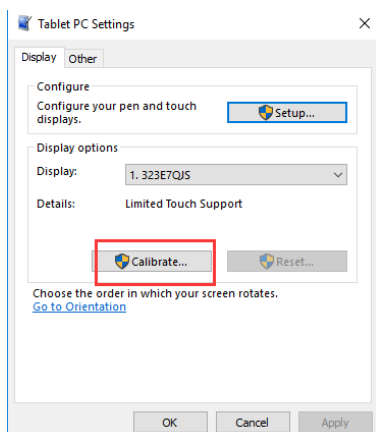 Tablet PC Settings
Display Other
Configure
Configure your pen and touch
displays.
Setup...
Display options
Display: 1. 323E7QJS
Details: Limited Touch Support
Calibrate... Reset...
Choose the order in which your screen rotates.
Go to Orientation
OK Cancel Apply